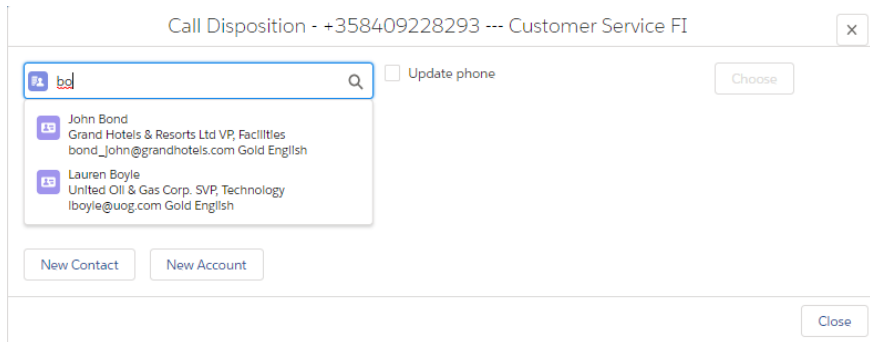 Call Disposition - +358409228293 --- Customer Service FI
bo
Update phone
Choose
John Bond
Grand Hotels & Resorts Ltd VP, Facilities
bond_john@grandhotels.com Gold English
Lauren Boyle
United Oil & Gas Corp. SVP, Technology
lboyle@uog.com Gold English
New Contact
New Account
Close